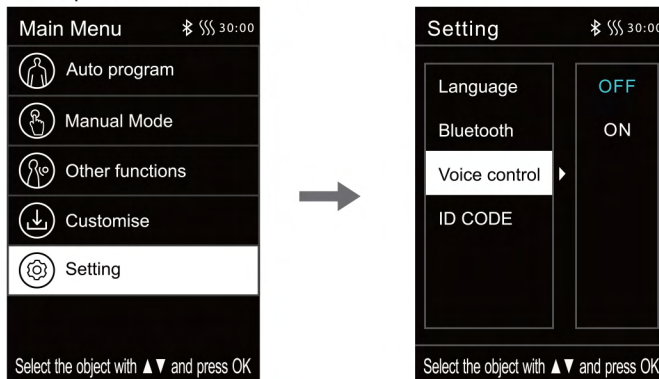 Main Menu 30:00
Auto program
Manual Mode
Other functions
Customise
Setting
Select the object with ▲▼ and press OK
Setting 30:00
Language
Bluetooth
Voice control
ID CODE
OFF
ON
Select the object with ▲▼ and press OK